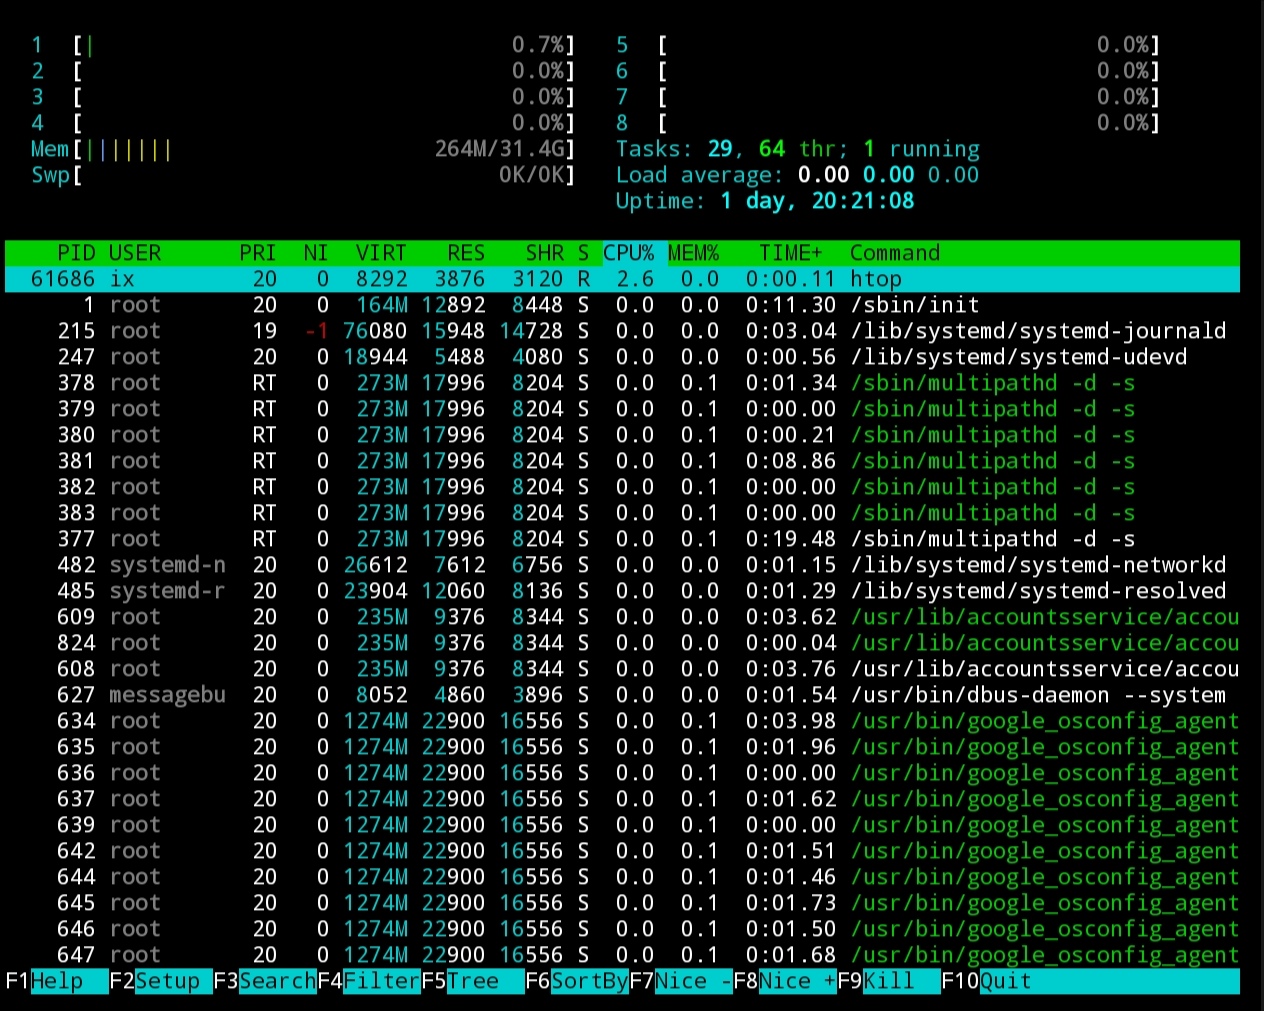 1 [| 0.7%] 5 [ 0.0%]
2 [ 0.0%] 6 [ 0.0%]
3 [ 0.0%] 7 [ 0.0%]
4 [ 0.0%] 8 [ 0.0%]
Mem[||||||| 264M/31.4G] Tasks: 29, 64 thr; 1 running
Swp[ 0K/0K] Load average: 0.00 0.00 0.00
Uptime: 1 day, 20:21:08
PID USER PRI NI VIRT RES SHR S CPU% MEM% TIME+ Command
61686 ix 20 0 8292 3876 3120 R 2.6 0.0 0:00.11 htop
1 root 20 0 164M 12892 8448 S 0.0 0.0 0:11.30 /sbin/init
215 root 19 -1 76080 15948 14728 S 0.0 0.0 0:03.04 /lib/systemd/systemd-journald
247 root 20 0 18944 5488 4080 S 0.0 0.0 0:00.56 /lib/systemd/systemd-udevd
378 root RT 0 273M 17996 8204 S 0.0 0.1 0:01.34 /sbin/multipathd -d -s
379 root RT 0 273M 17996 8204 S 0.0 0.1 0:00.00 /sbin/multipathd -d -s
380 root RT 0 273M 17996 8204 S 0.0 0.1 0:00.21 /sbin/multipathd -d -s
381 root RT 0 273M 17996 8204 S 0.0 0.1 0:08.86 /sbin/multipathd -d -s
382 root RT 0 273M 17996 8204 S 0.0 0.1 0:00.00 /sbin/multipathd -d -s
383 root RT 0 273M 17996 8204 S 0.0 0.1 0:00.00 /sbin/multipathd -d -s
377 root RT 0 273M 17996 8204 S 0.0 0.1 0:19.48 /sbin/multipathd -d -s
482 systemd-n 20 0 26612 7612 6756 S 0.0 0.0 0:01.15 /lib/systemd/systemd-networkd
485 systemd-r 20 0 23904 12060 8136 S 0.0 0.0 0:01.29 /lib/systemd/systemd-resolved
609 root 20 0 235M 9376 8344 S 0.0 0.0 0:03.62 /usr/lib/accountsservice/accou
824 root 20 0 235M 9376 8344 S 0.0 0.0 0:00.04 /usr/lib/accountsservice/accou
608 root 20 0 235M 9376 8344 S 0.0 0.0 0:03.76 /usr/lib/accountsservice/accou
627 messagebu 20 0 8052 4860 3896 S 0.0 0.0 0:01.54 /usr/bin/dbus-daemon --system
634 root 20 0 1274M 22900 16556 S 0.0 0.1 0:03.98 /usr/bin/google_osconfig_agent
635 root 20 0 1274M 22900 16556 S 0.0 0.1 0:01.96 /usr/bin/google_osconfig_agent
636 root 20 0 1274M 22900 16556 S 0.0 0.1 0:00.00 /usr/bin/google_osconfig_agent
637 root 20 0 1274M 22900 16556 S 0.0 0.1 0:01.62 /usr/bin/google_osconfig_agent
639 root 20 0 1274M 22900 16556 S 0.0 0.1 0:00.00 /usr/bin/google_osconfig_agent
642 root 20 0 1274M 22900 16556 S 0.0 0.1 0:01.51 /usr/bin/google_osconfig_agent
644 root 20 0 1274M 22900 16556 S 0.0 0.1 0:01.46 /usr/bin/google_osconfig_agent
645 root 20 0 1274M 22900 16556 S 0.0 0.1 0:01.73 /usr/bin/google_osconfig_agent
646 root 20 0 1274M 22900 16556 S 0.0 0.1 0:01.50 /usr/bin/google_osconfig_agent
647 root 20 0 1274M 22900 16556 S 0.0 0.1 0:01.68 /usr/bin/google_osconfig_agent
F1Help F2Setup F3SearchF4FilterF5Tree F6SortByF7Nice -F8Nice +F9Kill F10Quit